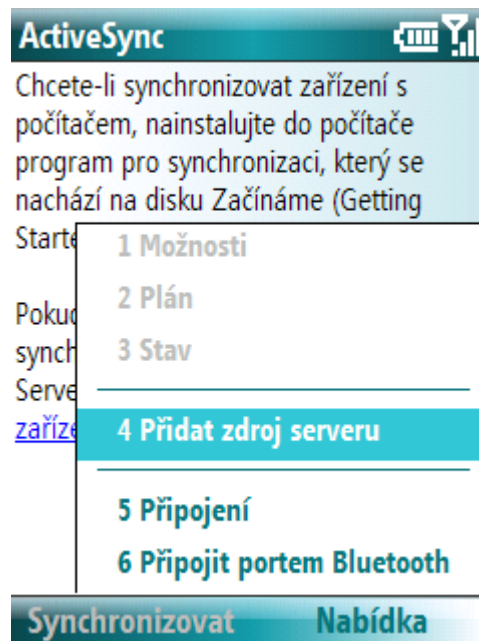 ActiveSync
Chcete-li synchronizovat zařízení s
počítačem, nainstalujte do počítače
program pro synchronizaci, který se
nachází na disku Začínáme (Getting
1 Možnosti
2 Plán
3 Stav
4 Přidat zdroj serveru
5 Připojení
6 Připojit portem Bluetooth
Synchronizovat Nabídka